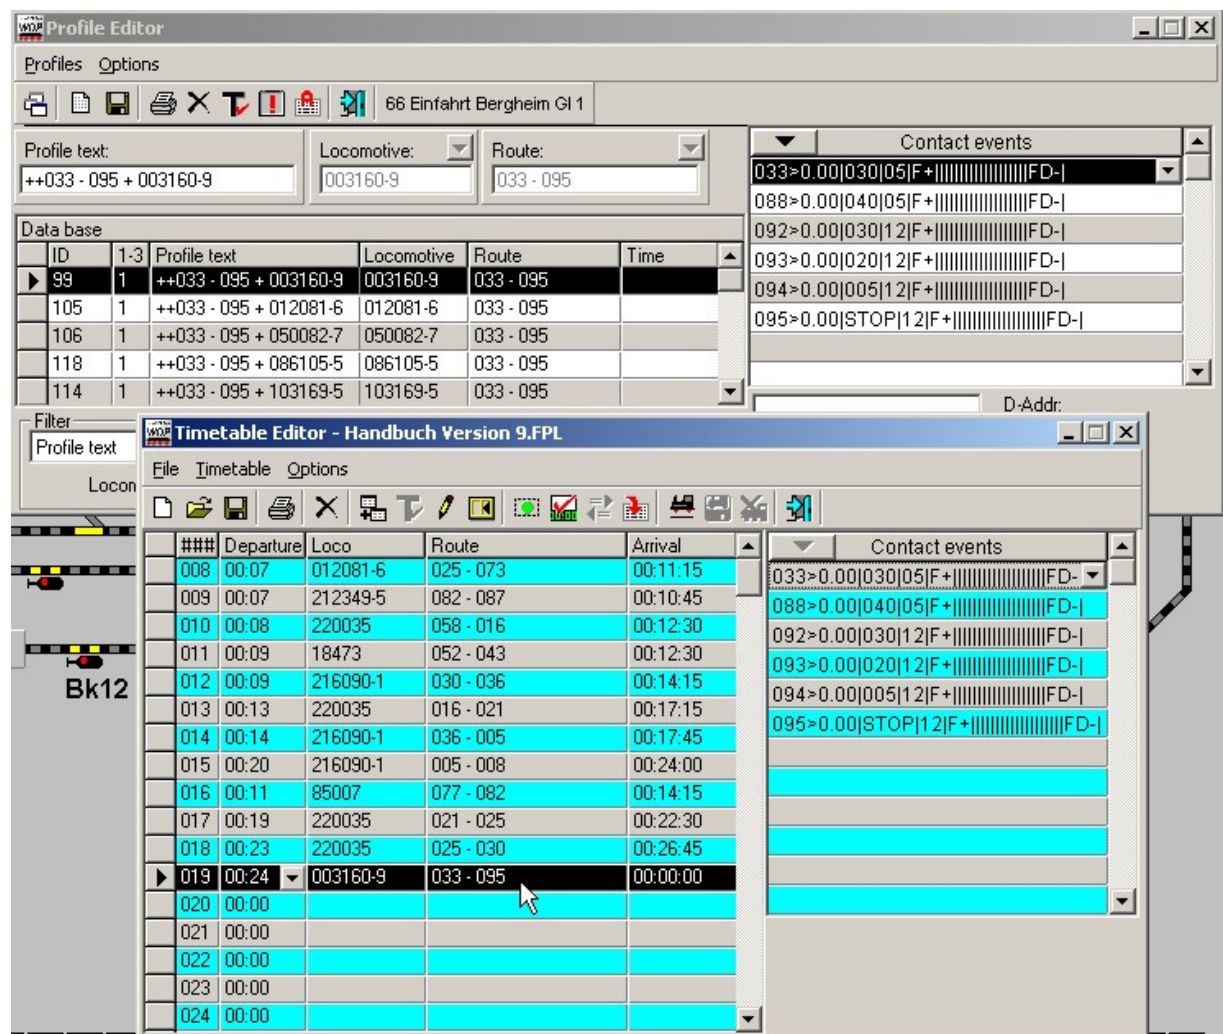 Profile Editor
Profiles Options
66 Einfahrt Bergheim Gl 1
Profile text: Locomotive: Route:
++033 - 095 + 003160-9 003160-9 033 - 095
Contact events
033>0.00|030|05|F+|||||||||||||||||||FD-|
088>0.00|040|05|F+|||||||||||||||||||FD-|
092>0.00|030|12|F+|||||||||||||||||||FD-|
093>0.00|020|12|F+|||||||||||||||||||FD-|
094>0.00|005|12|F+|||||||||||||||||||FD-|
095>0.00|STOP|12|F+|||||||||||||||||||FD-|
D-Addr:
Data base
ID 1-3 Profile text Locomotive Route Time
99 1 ++033 - 095 + 003160-9 003160-9 033 - 095
105 1 ++033 - 095 + 012081-6 012081-6 033 - 095
106 1 ++033 - 095 + 050082-7 050082-7 033 - 095
118 1 ++033 - 095 + 086105-5 086105-5 033 - 095
114 1 ++033 - 095 + 103169-5 103169-5 033 - 095
Filter
Profile text
Locon
Bk12
Timetable Editor - Handbuch Version 9.FPL
File Timetable Options
### Departure Loco Route Arrival
008 00:07 012081-6 025 - 073 00:11:15
009 00:07 212349-5 082 - 087 00:10:45
010 00:08 220035 058 - 016 00:12:30
011 00:09 18473 052 - 043 00:12:30
012 00:09 216090-1 030 - 036 00:14:15
013 00:13 220035 016 - 021 00:17:15
014 00:14 216090-1 036 - 005 00:17:45
015 00:20 216090-1 005 - 008 00:24:00
016 00:11 85007 077 - 082 00:14:15
017 00:19 220035 021 - 025 00:22:30
018 00:23 220035 025 - 030 00:26:45
019 00:24 003160-9 033 - 095 00:00:00
020 00:00
021 00:00
022 00:00
023 00:00
024 00:00
Contact events
033>0.00|030|05|F+|||||||||||||||||||FD-
088>0.00|040|05|F+|||||||||||||||||||FD-|
092>0.00|030|12|F+|||||||||||||||||||FD-|
093>0.00|020|12|F+|||||||||||||||||||FD-|
094>0.00|005|12|F+|||||||||||||||||||FD-|
095>0.00|STOP|12|F+|||||||||||||||||||FD-|